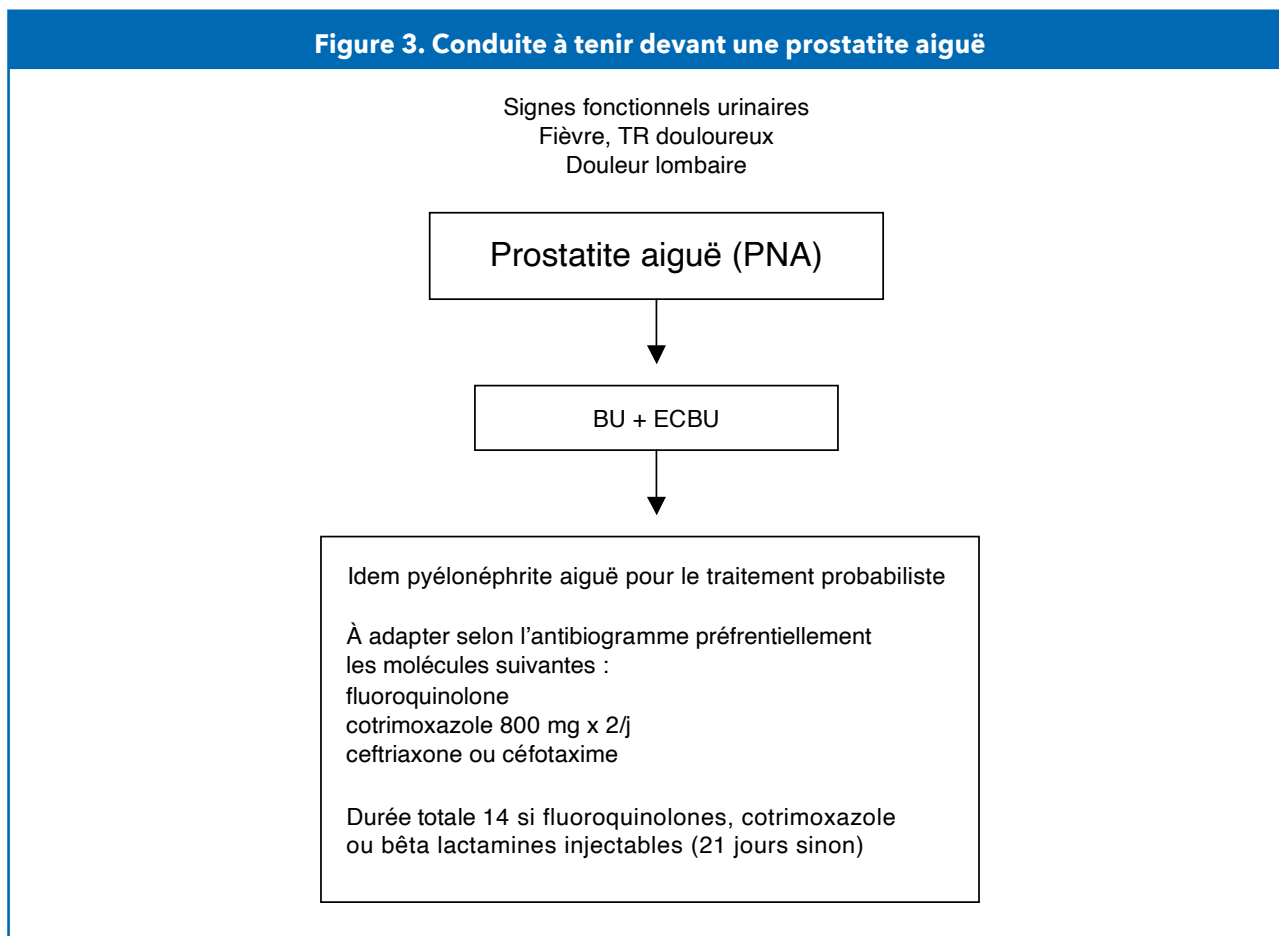 Figure 3. Conduite à tenir devant une prostatite aiguë
Signes fonctionnels urinaires
Fièvre, TR douloureux
Douleur lombaire
Prostatite aiguë (PNA)
BU + ECBU
Idem pyélonéphrite aiguë pour le traitement probabiliste
À adapter selon l'antibiogramme préfrentiellement
les molécules suivantes :
fluoroquinolone
cotrimoxazole 800 mg x 2/j
ceftriaxone ou céfotaxime
Durée totale 14 si fluoroquinolones, cotrimoxazole
ou bêta lactamines injectables (21 jours sinon)